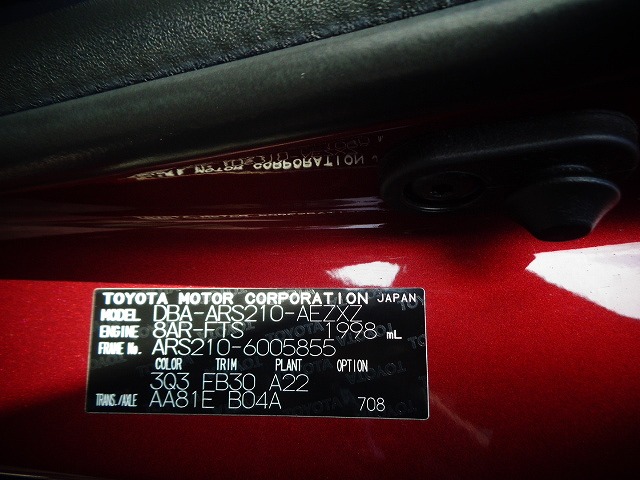 TOYOTA MOTOR CORPORATION JAPAN
MODEL DBA-ARS210-AEZXZ
ENGINE 8AR-FTS 1998 mL
FRAME No. ARS210-6005855
COLOR TRIM PLANT OPTION
3Q3 FB30 A22
TRANS./AXLE AA81E B04A 708